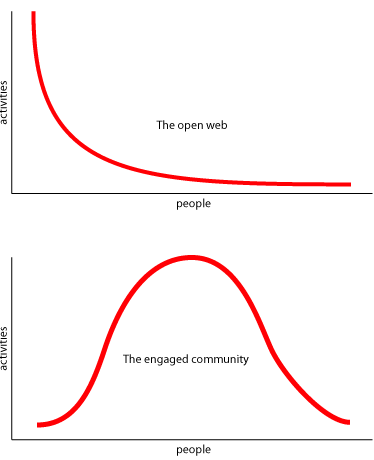 activities
The open web
people
activities
The engaged community
people